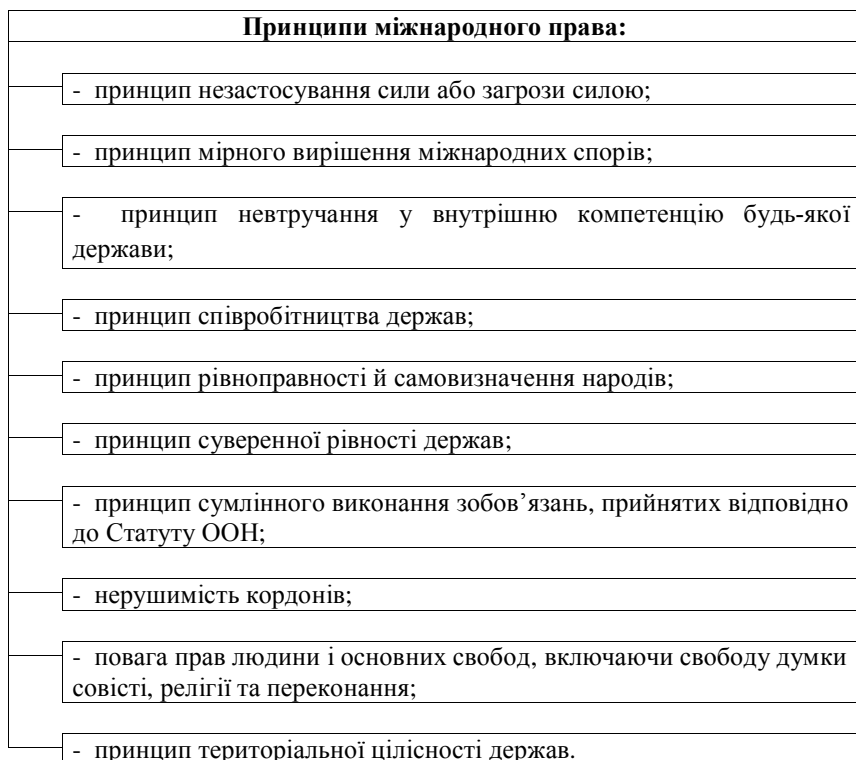 Принципи міжнародного права:
- принцип незастосування сили або загрози силою;
- принцип мірного вирішення міжнародних спорів;
- принцип невтручання у внутрішню компетенцію будь-якої
держави;
- принцип співробітництва держав;
- принцип рівноправності й самовизначення народів;
- принцип суверенної рівності держав;
- принцип сумлінного виконання зобов’язань, прийнятих відповідно
до Статуту ООН;
- нерушимість кордонів;
- повага прав людини і основних свобод, включаючи свободу думки
совісті, релігії та переконання;
- принцип територіальної цілісності держав.